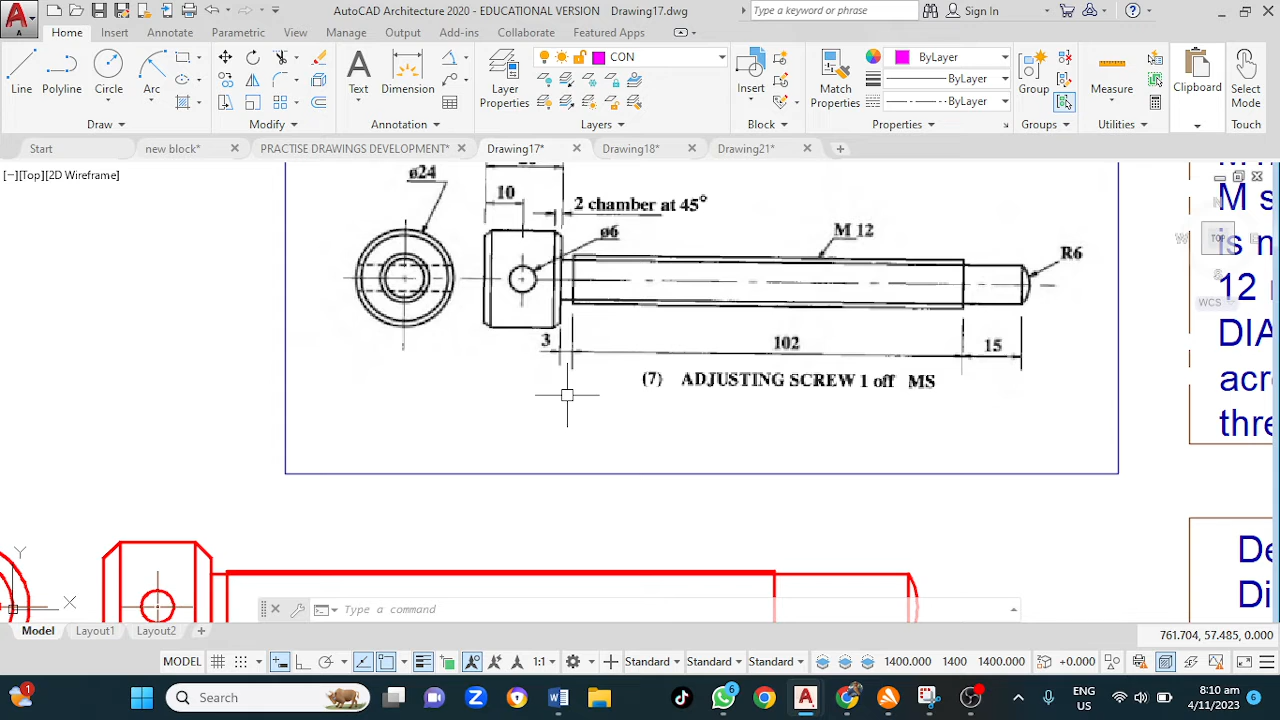 AutoCAD Architecture 2020 - EDUCATIONAL VERSION Drawing17.dwg
Type a keyword or phrase
Sign In
Home Insert Annotate Parametric View Manage Output Add-ins Collaborate Featured Apps
Line Polyline Circle Arc
Text Dimension
Layer Properties
CON
Insert
Match Properties
ByLayer
ByLayer
ByLayer
Group
Measure
Clipboard
Select Mode
Draw Modify Annotation Layers Block Properties Groups Utilities Touch
Start new block* PRACTISE DRAWINGS DEVELOPMENT* Drawing17* Drawing18* Drawing21*
[−][Top][2D Wireframe]
ø24
10
2 chamber at 45°
ø6
M 12
R6
3
102
15
(7) ADJUSTING SCREW 1 off MS
M s
is n
12
DIA
acr
thre
W TOP
WCS
De
Di
Y
X
Type a command
Model Layout1 Layout2
761.704, 57.485, 0.000
MODEL 1:1 Standard Standard Standard 1400.000 1400 +0.000
1
Search
6
ENG
US
8:10 am
6